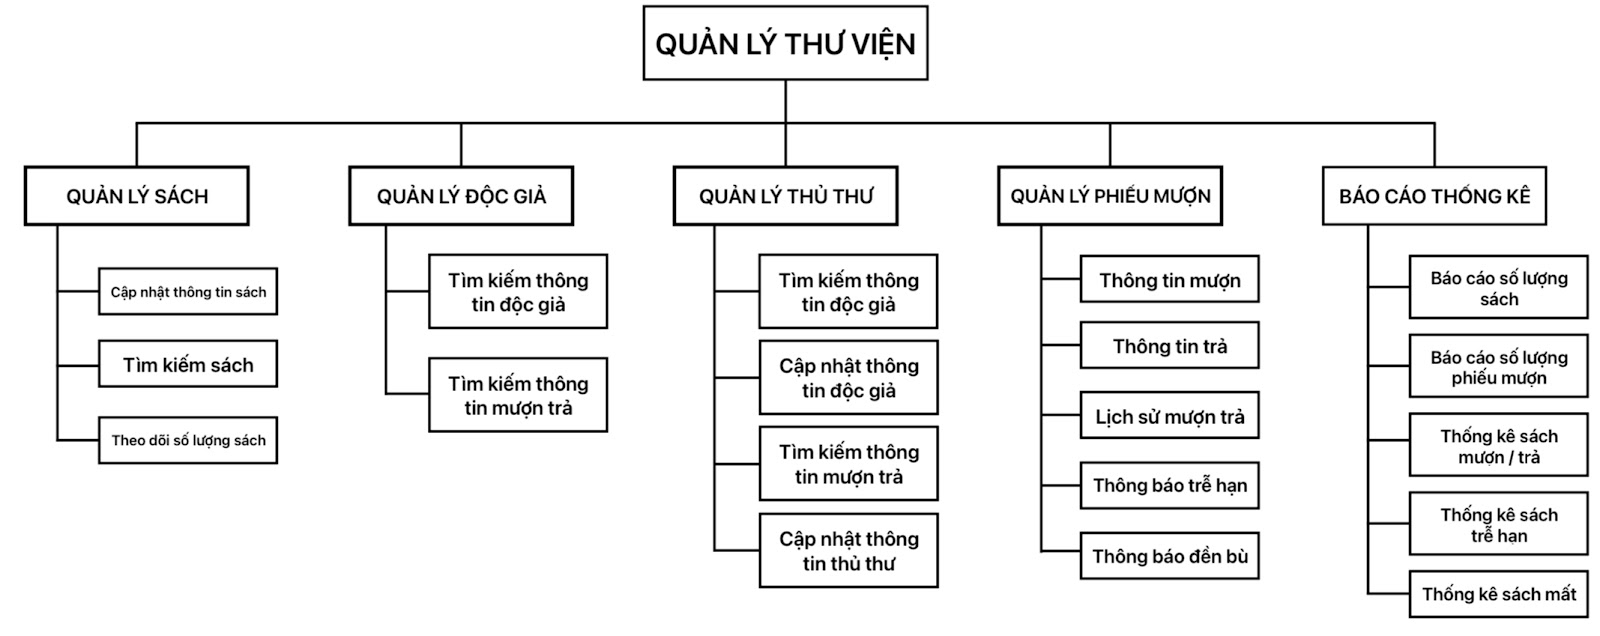 QUẢN LÝ THƯ VIỆN
QUẢN LÝ SÁCH
Cập nhật thông tin sách
Tìm kiếm sách
Theo dõi số lượng sách
QUẢN LÝ ĐỘC GIẢ
Tìm kiếm thông
tin độc giả
Tìm kiếm thông
tin mượn trả
QUẢN LÝ THỦ THƯ
Tìm kiếm thông
tin độc giả
Cập nhật thông
tin độc giả
Tìm kiếm thông
tin mượn trả
Cập nhật thông
tin thủ thư
QUẢN LÝ PHIẾU MƯỢN
Thông tin mượn
Thông tin trả
Lịch sử mượn trả
Thông báo trễ hạn
Thông báo đền bù
BÁO CÁO THỐNG KÊ
Báo cáo số lượng
sách
Báo cáo số lượng
phiếu mượn
Thống kê sách
mượn / trả
Thống kê sách
trễ hạn
Thống kê sách mất